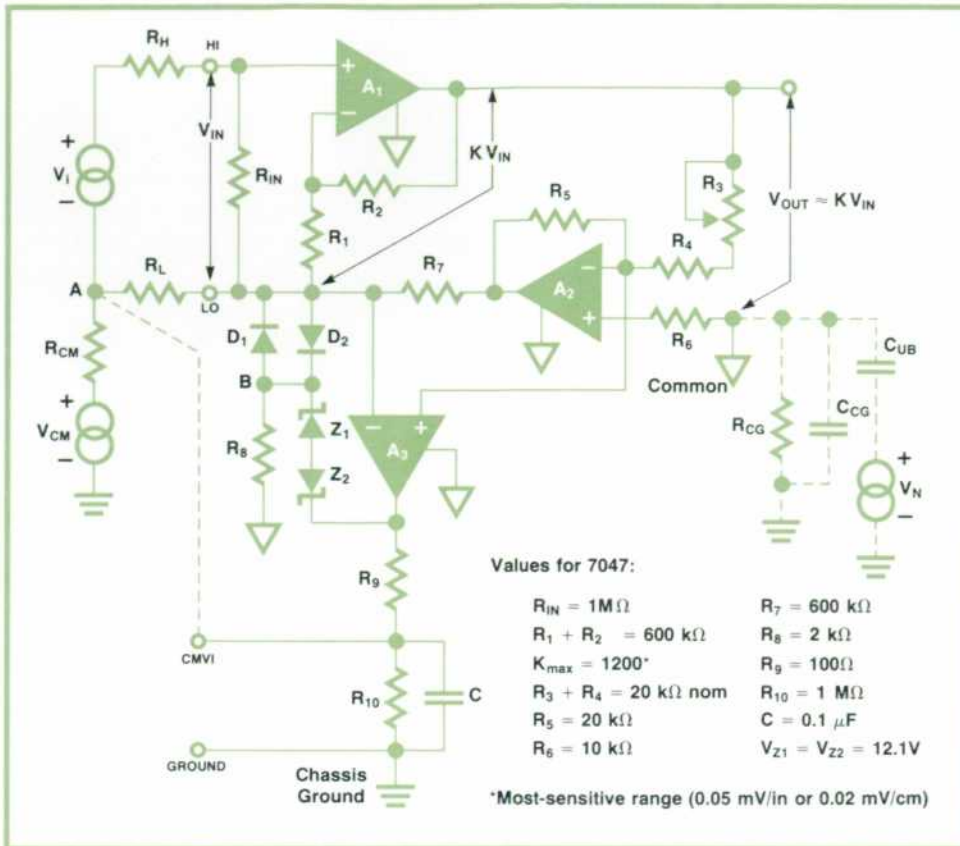 R_H
HI
+
A₁
−
V_IN
K V_IN
+
V_i
−
R_IN
R_2
R_5
R_3
V_OUT ≈ K V_IN
R_1
R_4
R_L
R_7
−
A₂
+
A
LO
D_1
D_2
R_6
C_UB
R_CM
B
Common
+
V_CM
−
Z_1
−
+
A₃
R_CG
C_CG
R_8
Z_2
+
V_N
−
R_9
Values for 7047:
R_IN = 1MΩ
R_7 = 600 kΩ
R_1 + R_2 = 600 kΩ
R_8 = 2 kΩ
CMVI
K_max = 1200*
R_9 = 100Ω
R_10
C
R_3 + R_4 = 20 kΩ nom
R_10 = 1 MΩ
R_5 = 20 kΩ
C = 0.1 μF
R_6 = 10 kΩ
V_Z1 = V_Z2 = 12.1V
GROUND
Chassis
Ground
*Most-sensitive range (0.05 mV/in or 0.02 mV/cm)